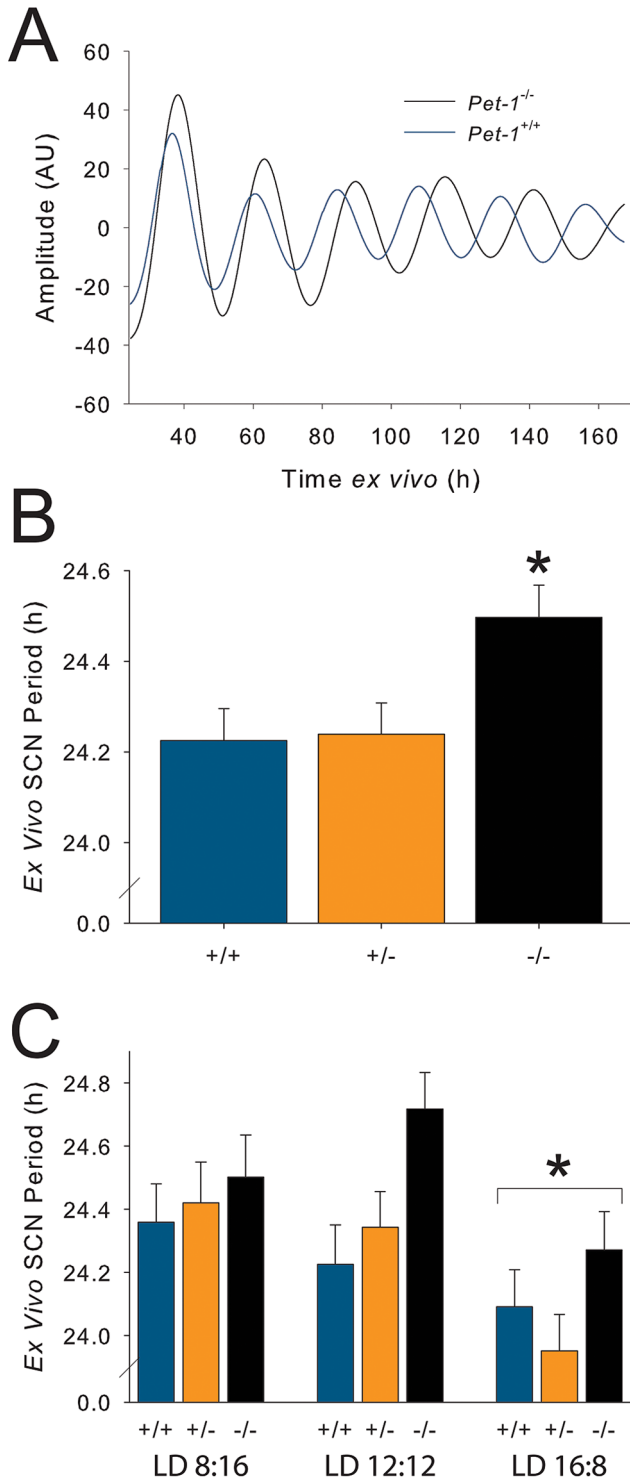 A
60
40
20
0
-20
-40
-60
Amplitude (AU)
Pet-1-/-
Pet-1+/+
40 60 80 100 120 140 160
Time ex vivo (h)
B
24.6
24.4
24.2
24.0
0.0
Ex Vivo SCN Period (h)
*
+/+ +/- -/-
C
24.8
24.5
24.4
24.2
24.0
0.0
Ex Vivo SCN Period (h)
*
+/+ +/- -/- +/+ +/- -/- +/+ +/- -/-
LD 8:16 LD 12:12 LD 16:8